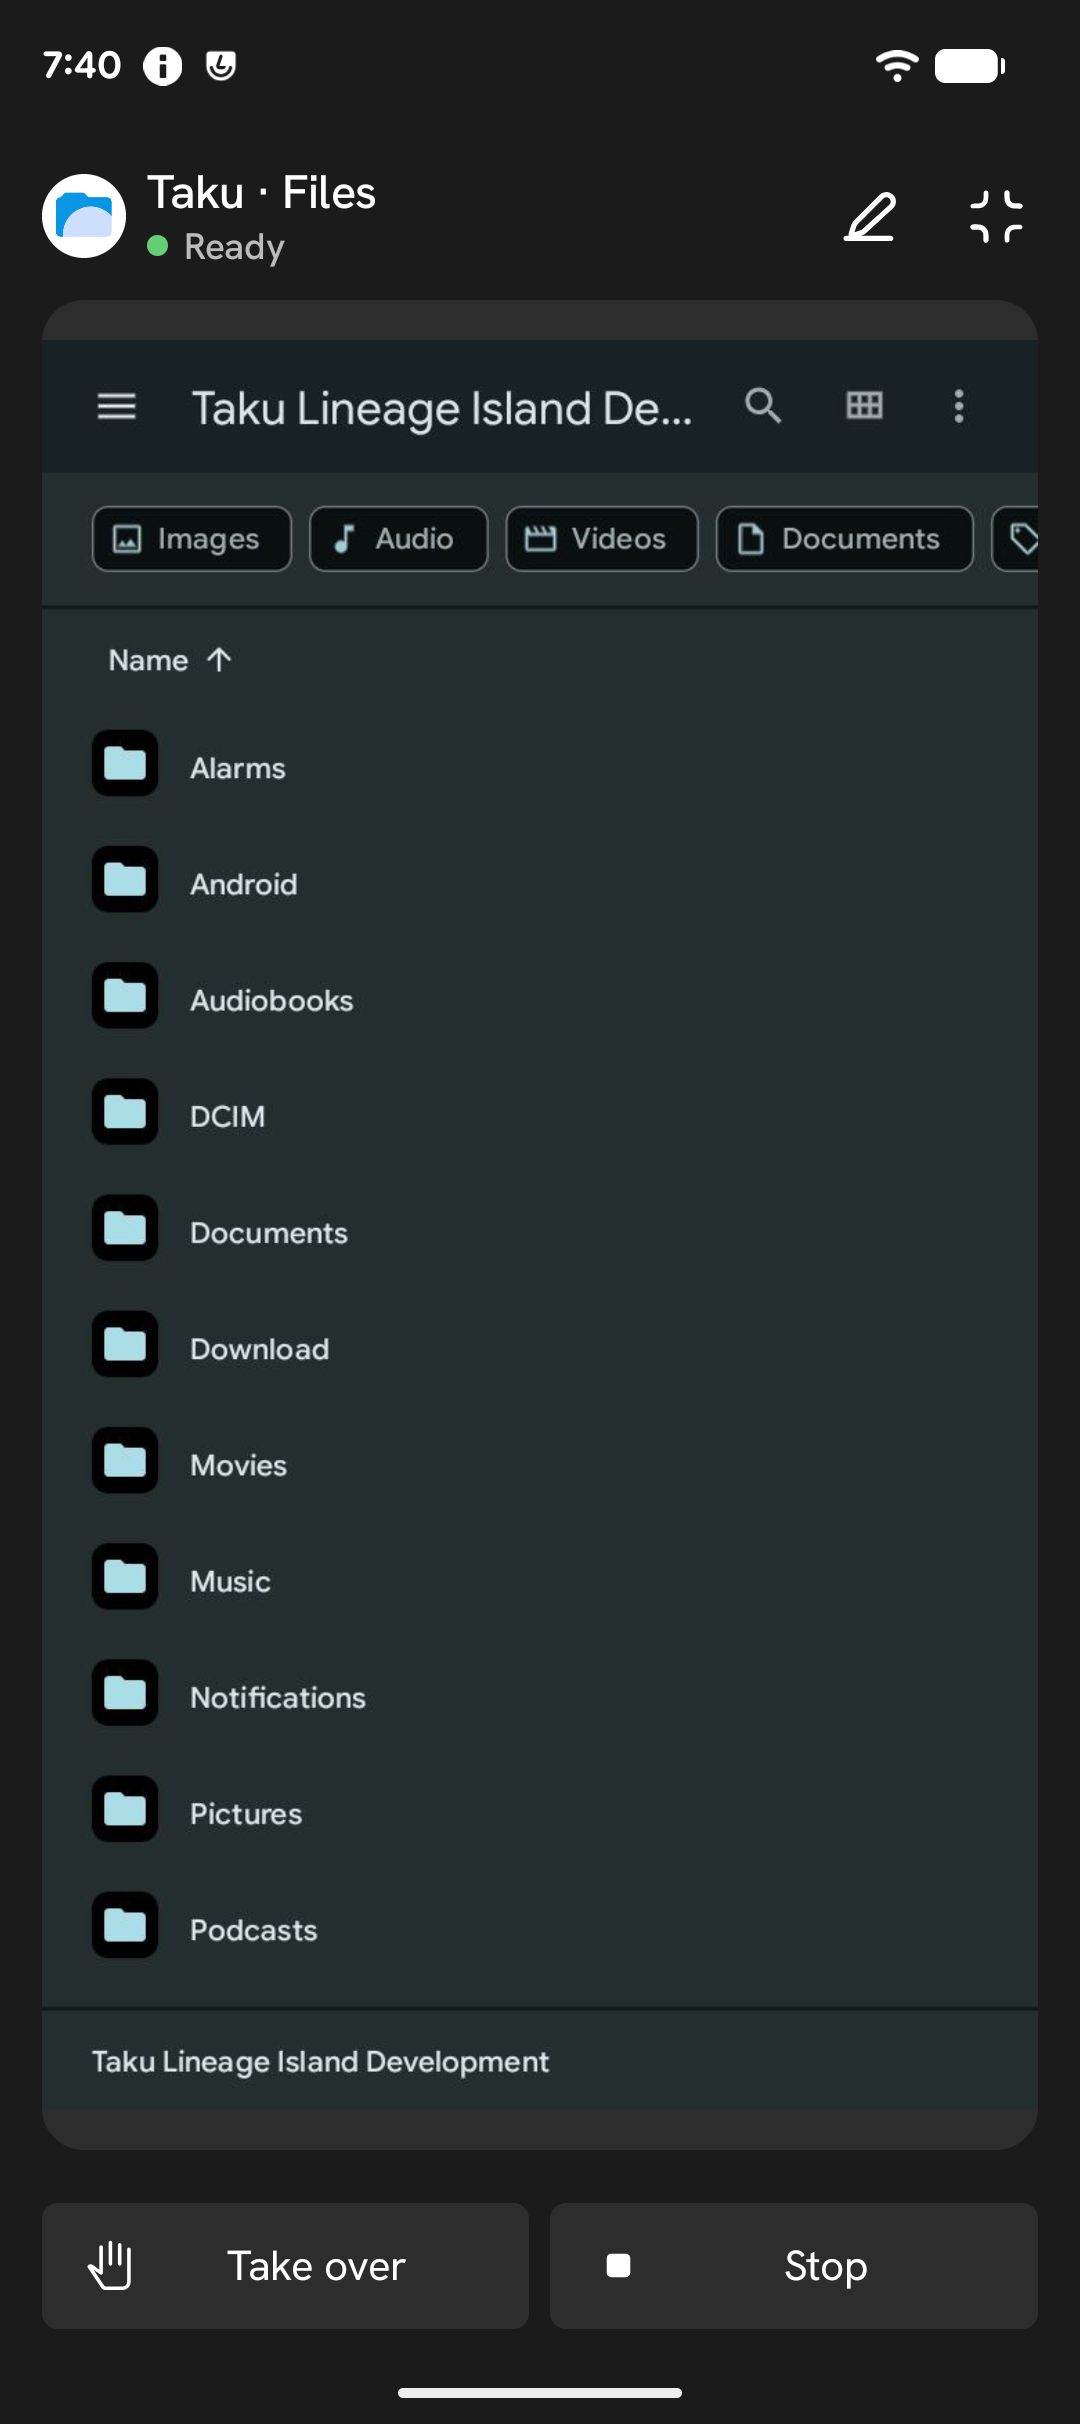 7:40
Taku · Files
Ready
Taku Lineage Island De...
Images
Audio
Videos
Documents
Name
Alarms
Android
Audiobooks
DCIM
Documents
Download
Movies
Music
Notifications
Pictures
Podcasts
Taku Lineage Island Development
Take over
Stop